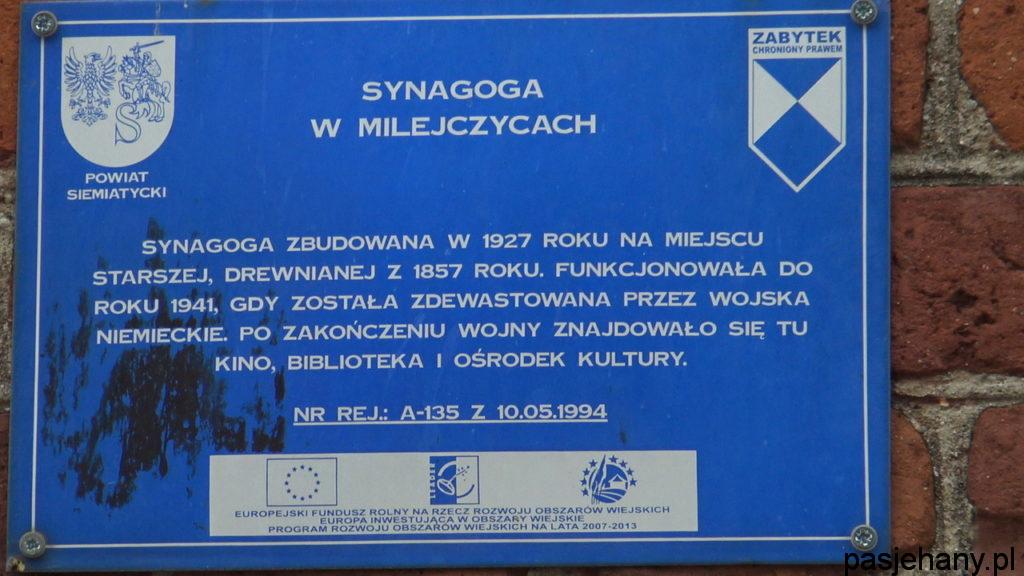 SYNAGOGA
W MILEJCZYCACH
ZABYTEK
CHRONIONY PRAWEM
POWIAT
SIEMIATYCKI
SYNAGOGA ZBUDOWANA W 1927 ROKU NA MIEJSCU
STARSZEJ, DREWNIANEJ Z 1857 ROKU. FUNKCJONOWAŁA DO
ROKU 1941, GDY ZOSTAŁA ZDEWASTOWANA PRZEZ WOJSKA
NIEMIECKIE. PO ZAKOŃCZENIU WOJNY ZNAJDOWAŁO SIĘ TU
KINO, BIBLIOTEKA I OŚRODEK KULTURY.
NR REJ.: A-135 Z 10.05.1994
LEADER
EUROPEJSKI FUNDUSZ ROLNY NA RZECZ ROZWOJU OBSZARÓW WIEJSKICH
EUROPA INWESTUJĄCA W OBSZARY WIEJSKIE
PROGRAM ROZWOJU OBSZARÓW WIEJSKICH NA LATA 2007-2013
pasjehany.pl